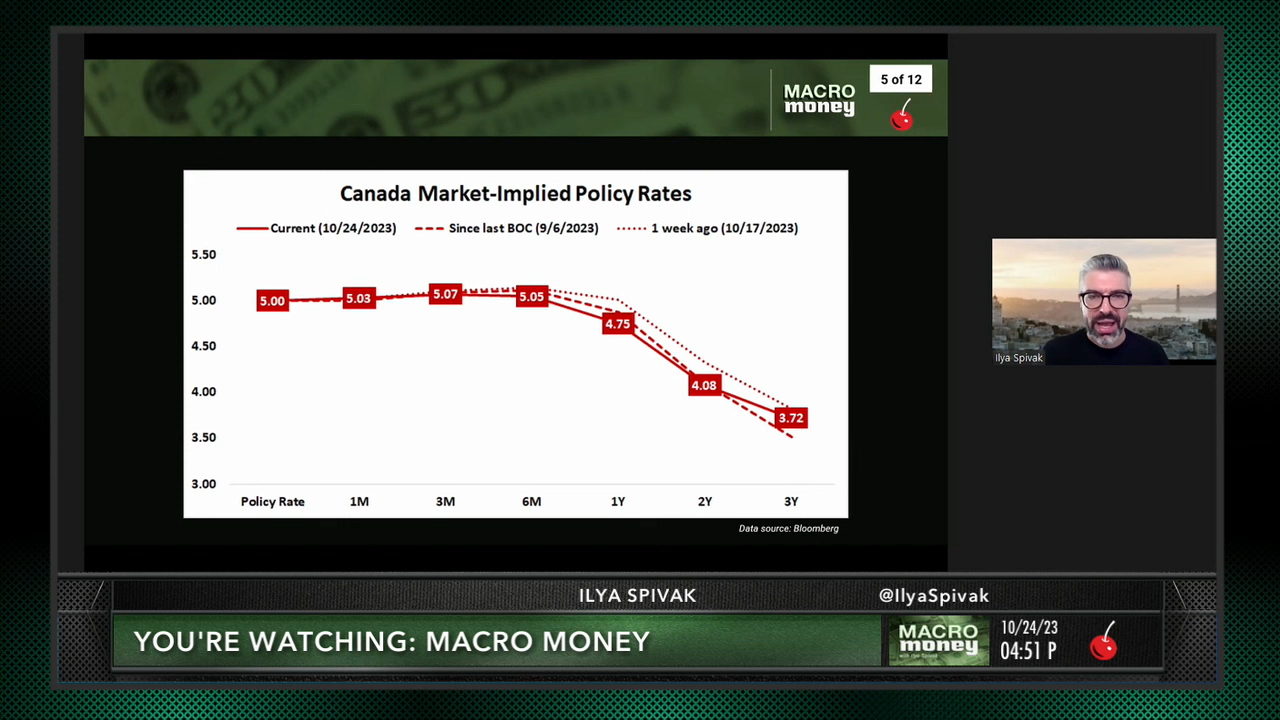 MACRO
money
5 of 12
Canada Market-Implied Policy Rates
Current (10/24/2023) Since last BOC (9/6/2023) 1 week ago (10/17/2023)
5.50
5.00
4.50
4.00
3.50
3.00
5.00 5.03 5.07 5.05 4.75 4.08 3.72
Policy Rate 1M 3M 6M 1Y 2Y 3Y
Data source: Bloomberg
Ilya Spivak
ILYA SPIVAK @IlyaSpivak
YOU'RE WATCHING: MACRO MONEY
MACRO
money
with Ilya Spivak
10/24/23
04:51 P